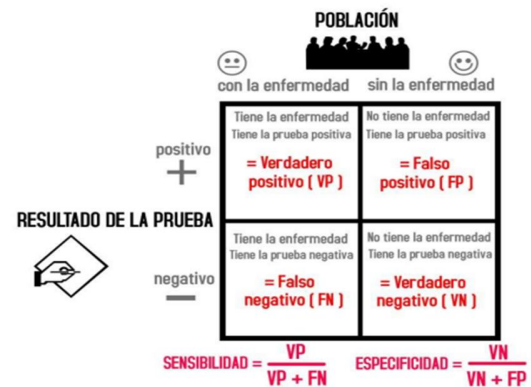 POBLACIÓN
con la enfermedad
sin la enfermedad
positivo
+
Tiene la enfermedad
Tiene la prueba positiva
= Verdadero
positivo ( VP )
No tiene la enfermedad
Tiene la prueba positiva
= Falso
positivo ( FP )
RESULTADO DE LA PRUEBA
negativo
−
Tiene la enfermedad
Tiene la prueba negativa
= Falso
negativo ( FN )
No tiene la enfermedad
Tiene la prueba negativa
= Verdadero
negativo ( VN )
SENSIBILIDAD = VP
VP + FN
ESPECIFICIDAD = VN
VN + FP